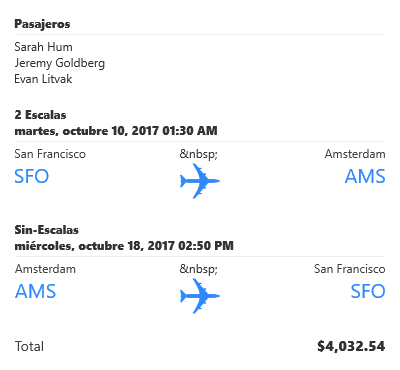 Pasajeros
Sarah Hum
Jeremy Goldberg
Evan Litvak
2 Escalas
martes, octubre 10, 2017 01:30 AM
San Francisco &nbsp; Amsterdam
SFO AMS
Sin-Escalas
miércoles, octubre 18, 2017 02:50 PM
Amsterdam &nbsp; San Francisco
AMS SFO
Total $4,032.54